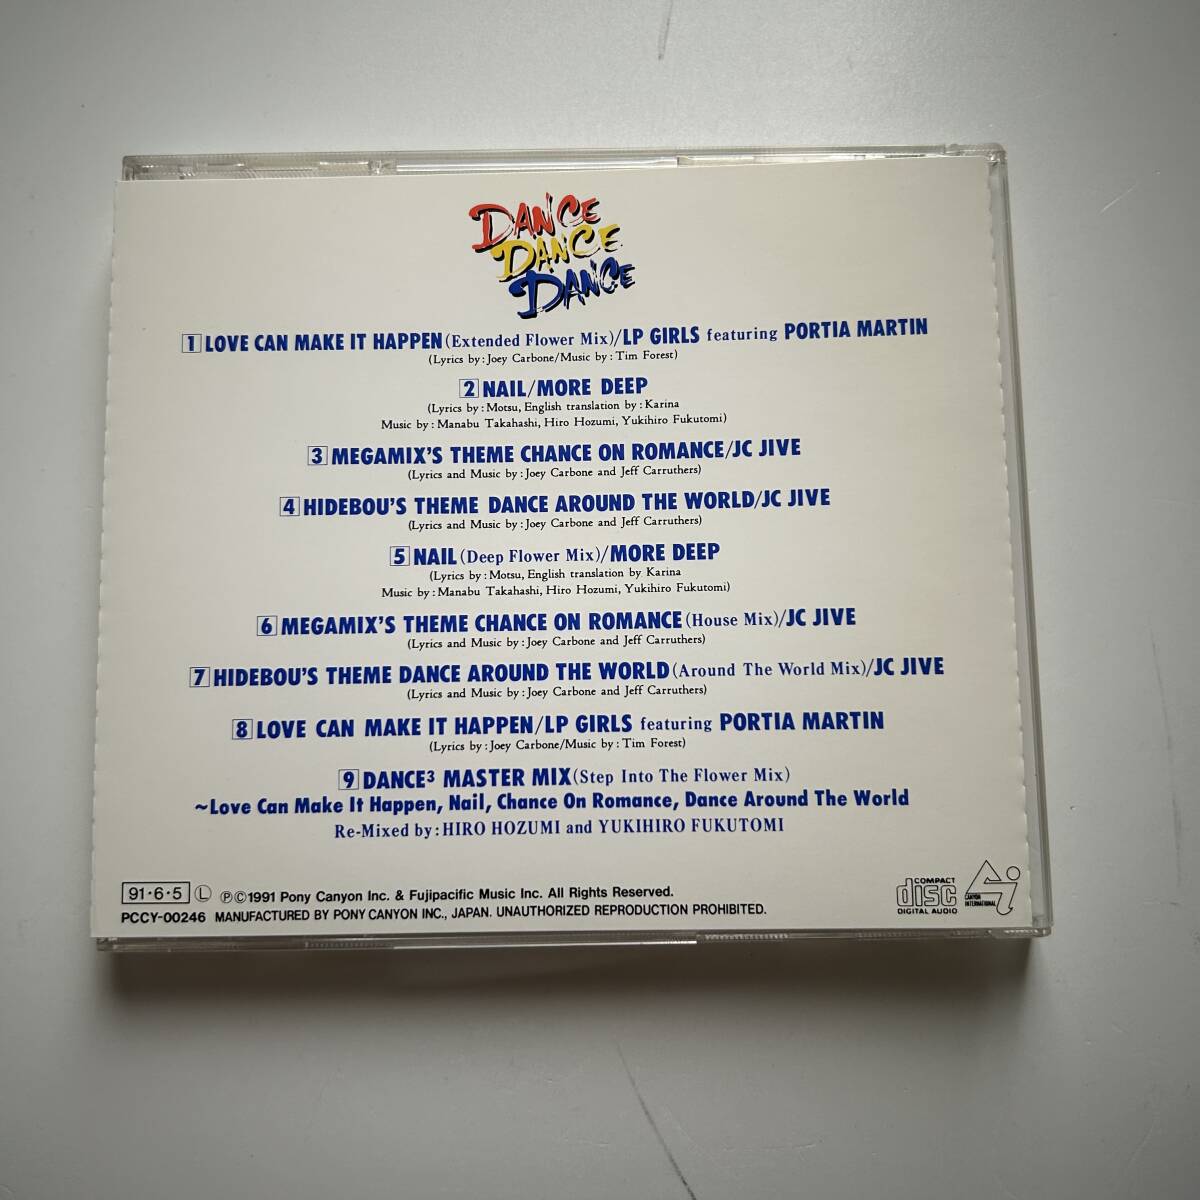 DANCE
DANCE
DANCE
1 LOVE CAN MAKE IT HAPPEN (Extended Flower Mix)/LP GIRLS featuring PORTIA MARTIN
(Lyrics by:Joey Carbone/Music by:Tim Forest)
2 NAIL/MORE DEEP
(Lyrics by:Motsu, English translation by:Karina
Music by:Manabu Takahashi, Hiro Hozumi, Yukihiro Fukutomi)
3 MEGAMIX'S THEME CHANCE ON ROMANCE/JC JIVE
(Lyrics and Music by:Joey Carbone and Jeff Carruthers)
4 HIDEBOU'S THEME DANCE AROUND THE WORLD/JC JIVE
(Lyrics and Music by:Joey Carbone and Jeff Carruthers)
5 NAIL (Deep Flower Mix)/MORE DEEP
(Lyrics by:Motsu, English translation by Karina
Music by:Manabu Takahashi, Hiro Hozumi, Yukihiro Fukutomi)
6 MEGAMIX'S THEME CHANCE ON ROMANCE (House Mix)/JC JIVE
(Lyrics and Music by:Joey Carbone and Jeff Carruthers)
7 HIDEBOU'S THEME DANCE AROUND THE WORLD (Around The World Mix)/JC JIVE
(Lyrics and Music by:Joey Carbone and Jeff Carruthers)
8 LOVE CAN MAKE IT HAPPEN/LP GIRLS featuring PORTIA MARTIN
(Lyrics by:Joey Carbone/Music by:Tim Forest)
9 DANCE³ MASTER MIX (Step Into The Flower Mix)
~Love Can Make It Happen, Nail, Chance On Romance, Dance Around The World
Re-Mixed by:HIRO HOZUMI and YUKIHIRO FUKUTOMI
91·6·5 Ⓛ ℗©1991 Pony Canyon Inc. & Fujipacific Music Inc. All Rights Reserved.
PCCY-00246 MANUFACTURED BY PONY CANYON INC., JAPAN. UNAUTHORIZED REPRODUCTION PROHIBITED.
COMPACT
disc
DIGITAL AUDIO
CANYON
INTERNATIONAL